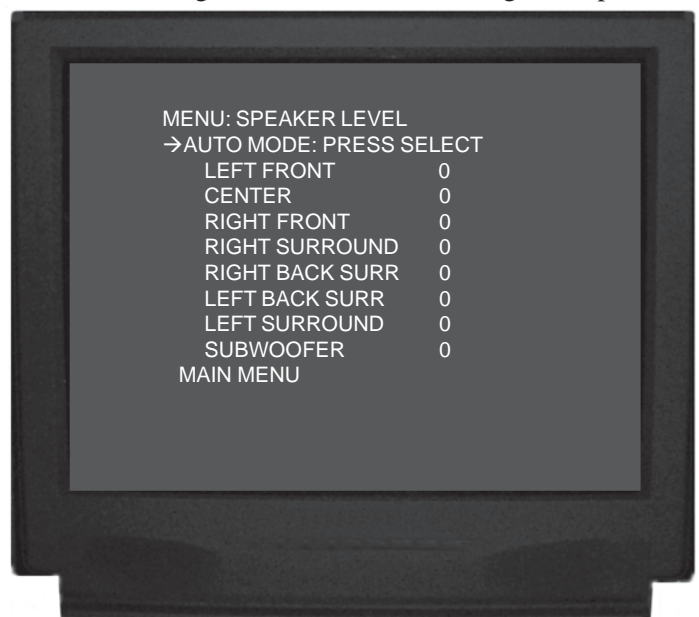 MENU: SPEAKER LEVEL
→AUTO MODE: PRESS SELECT
LEFT FRONT 0
CENTER 0
RIGHT FRONT 0
RIGHT SURROUND 0
RIGHT BACK SURR 0
LEFT BACK SURR 0
LEFT SURROUND 0
SUBWOOFER 0
MAIN MENU